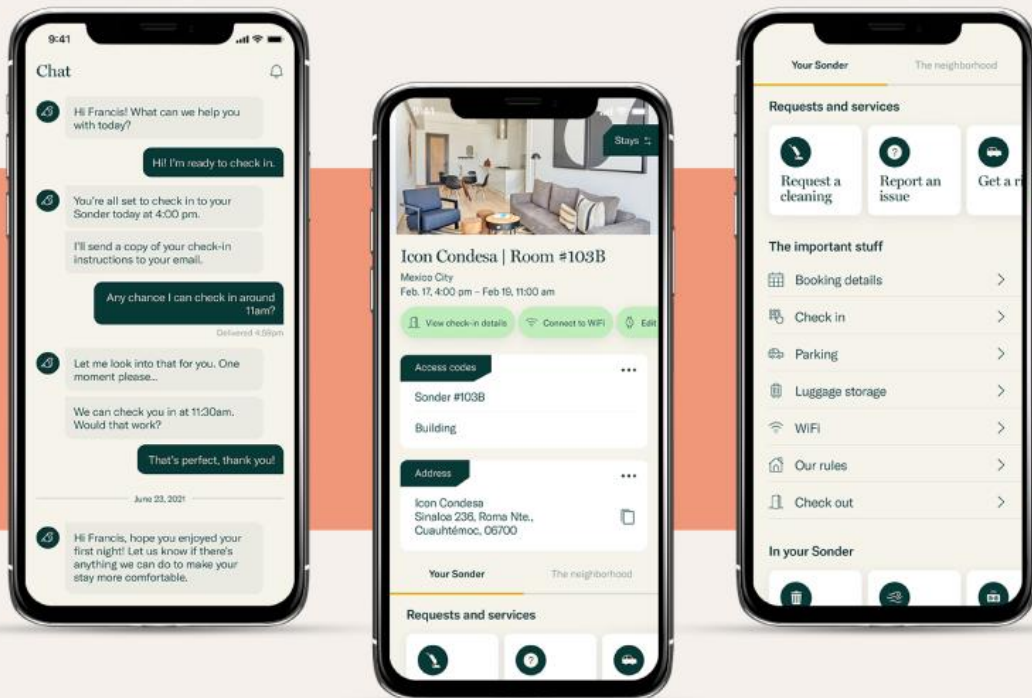 9:41
Chat
Hi Francis! What can we help you
with today?
Hi! I'm ready to check in.
You're all set to check in to your
Sonder today at 4:00 pm.
I'll send a copy of your check-in
instructions to your email.
Any chance I can check in around
11am?
Delivered 4:59pm
Let me look into that for you. One
moment please...
We can check you in at 11:30am.
Would that work?
That's perfect, thank you!
June 23, 2021
Hi Francis, hope you enjoyed your
first night! Let us know if there's
anything we can do to make your
stay more comfortable.
9:41
Stays
Icon Condesa | Room #103B
Mexico City
Feb. 17, 4:00 pm – Feb 19, 11:00 am
View check-in details
Connect to WiFi
Edit
Access codes
Sonder #103B
Building
Address
Icon Condesa
Sinaloa 236, Roma Nte.,
Cuauhtémoc, 06700
Your Sonder
The neighborhood
Requests and services
Your Sonder
The neighborhood
Requests and services
Request a
cleaning
Report an
issue
Get a ri
The important stuff
Booking details
Check in
Parking
Luggage storage
WiFi
Our rules
Check out
In your Sonder